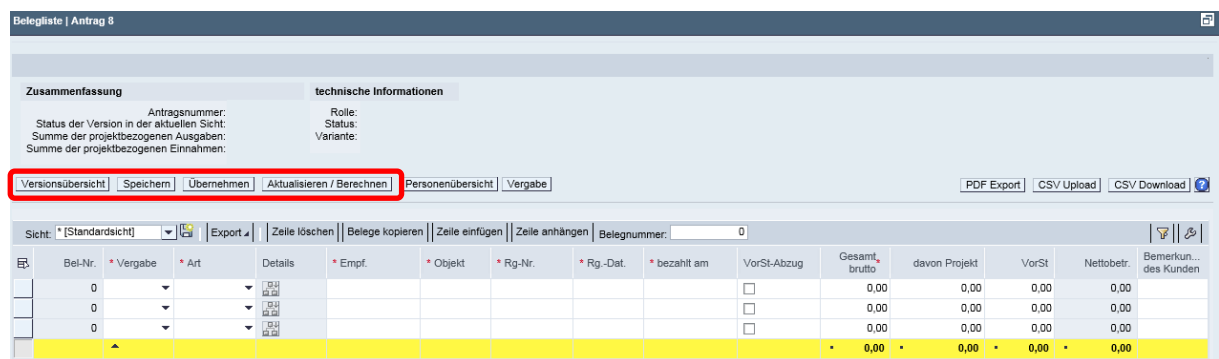 Belegliste | Antrag 8
Zusammenfassung technische Informationen
Antragsnummer: Rolle:
Status der Version in der aktuellen Sicht: Status:
Summe der projektbezogenen Ausgaben: Variante:
Summe der projektbezogenen Einnahmen:
Versionsübersicht Speichern Übernehmen Aktualisieren / Berechnen Personenübersicht Vergabe PDF Export CSV Upload CSV Download ?
Sicht: * [Standardsicht] Export Zeile löschen Belege kopieren Zeile einfügen Zeile anhängen Belegnummer: 0
Bel-Nr. * Vergabe * Art Details * Empf. * Objekt * Rg-Nr. * Rg.-Dat. * bezahlt am VorSt-Abzug Gesamt brutto * davon Projekt VorSt Nettobetr. Bemerkun... des Kunden
0 0,00 0,00 0,00 0,00
0 0,00 0,00 0,00 0,00
0 0,00 0,00 0,00 0,00
▪ 0,00 ▪ 0,00 ▪ 0,00 ▪ 0,00